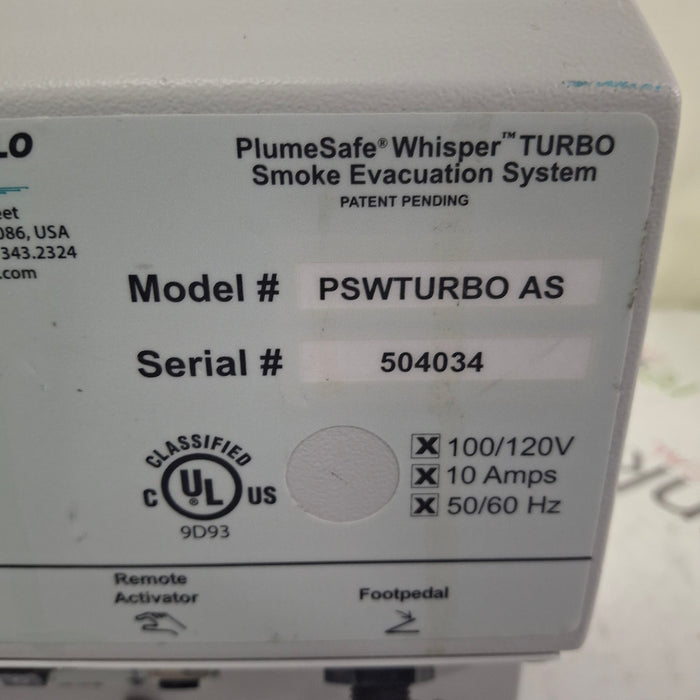 LO
PlumeSafe® Whisper™ TURBO
Smoke Evacuation System
PATENT PENDING
eet
086, USA
343.2324
.com
Model # PSWTURBO AS
Serial # 504034
CLASSIFIED
C UL® US
9D93
X 100/120V
X 10 Amps
X 50/60 Hz
Remote
Activator
Footpedal